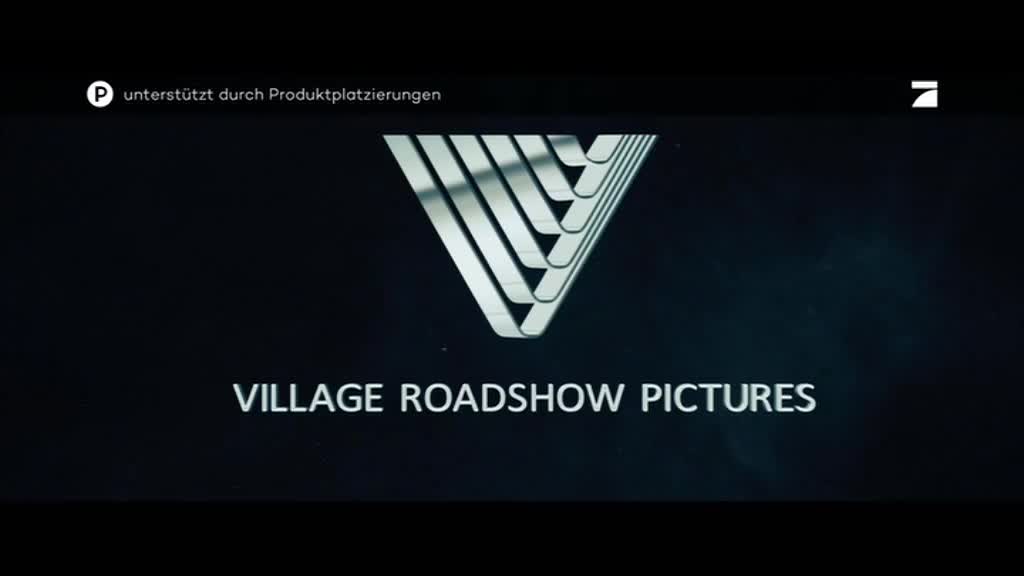 P unterstützt durch Produktplatzierungen
VILLAGE ROADSHOW PICTURES